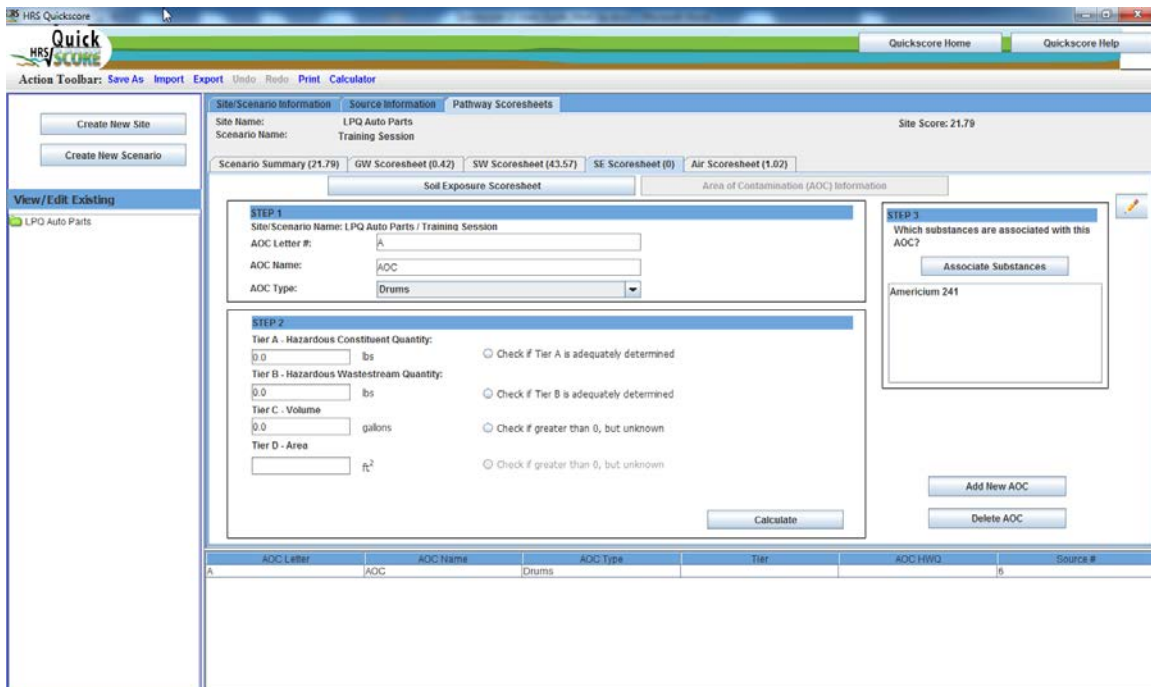 HRS Quickscore
Quick
HRS SCORE
Quickscore Home Quickscore Help
Action Toolbar: Save As Import Export Undo Redo Print Calculator
Create New Site
Create New Scenario
View/Edit Existing
LPQ Auto Parts
Site/Scenario Information Source Information Pathway Scoresheets
Site Name: LPQ Auto Parts Site Score: 21.79
Scenario Name: Training Session
Scenario Summary (21.79) GW Scoresheet (0.42) SW Scoresheet (43.57) SE Scoresheet (0) Air Scoresheet (1.02)
Soil Exposure Scoresheet Area of Contamination (AOC) Information
STEP 1
Site/Scenario Name: LPQ Auto Parts / Training Session
AOC Letter #: A
AOC Name: AOC
AOC Type: Drums
STEP 2
Tier A - Hazardous Constituent Quantity:
0.0 lbs Check if Tier A is adequately determined
Tier B - Hazardous Wastestream Quantity:
0.0 lbs Check if Tier B is adequately determined
Tier C - Volume
0.0 gallons Check if greater than 0, but unknown
Tier D - Area
ft² Check if greater than 0, but unknown
Calculate
STEP 3
Which substances are associated with this
AOC?
Associate Substances
Americium 241
Add New AOC
Delete AOC
AOC Letter AOC Name AOC Type Tier AOC HWQ Source #
A AOC Drums 6